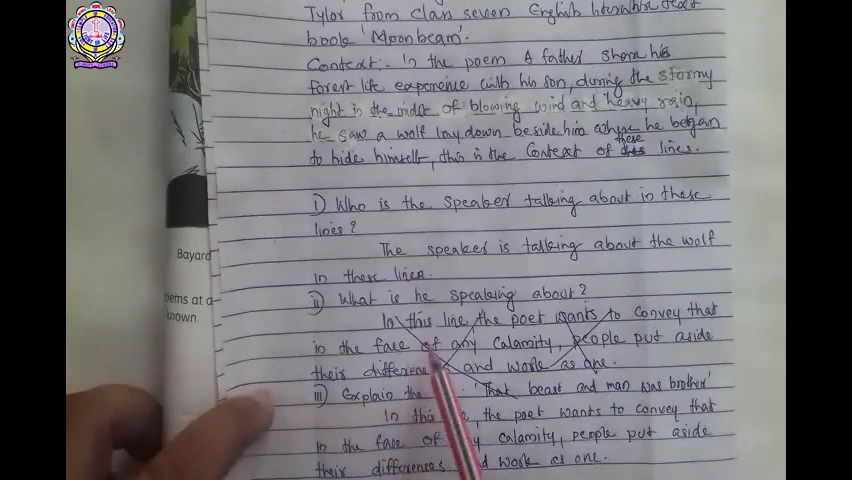 Tylor from class seven English literature text
book 'Moonbeam'.
Context:- In the poem A father share his
forest life experience with his son, during the stormy
night in the midst of blowing wind and heavy rain,
he saw a wolf lay down beside him where he began
to hide himself, this is the context of these lines.
i) Who is the speaker talking about in these
lines?
The speaker is talking about the wolf
Bayard
in these lines.
ii) What is he speaking about?
ems at a
known.
In this line, the poet wants to convey that
in the face of any calamity, people put aside
their differences and work as one.
iii) Explain the 'That beast and man was brother'
In this, the poet wants to convey that
in the face of calamity, people put aside
their differences and work as one.